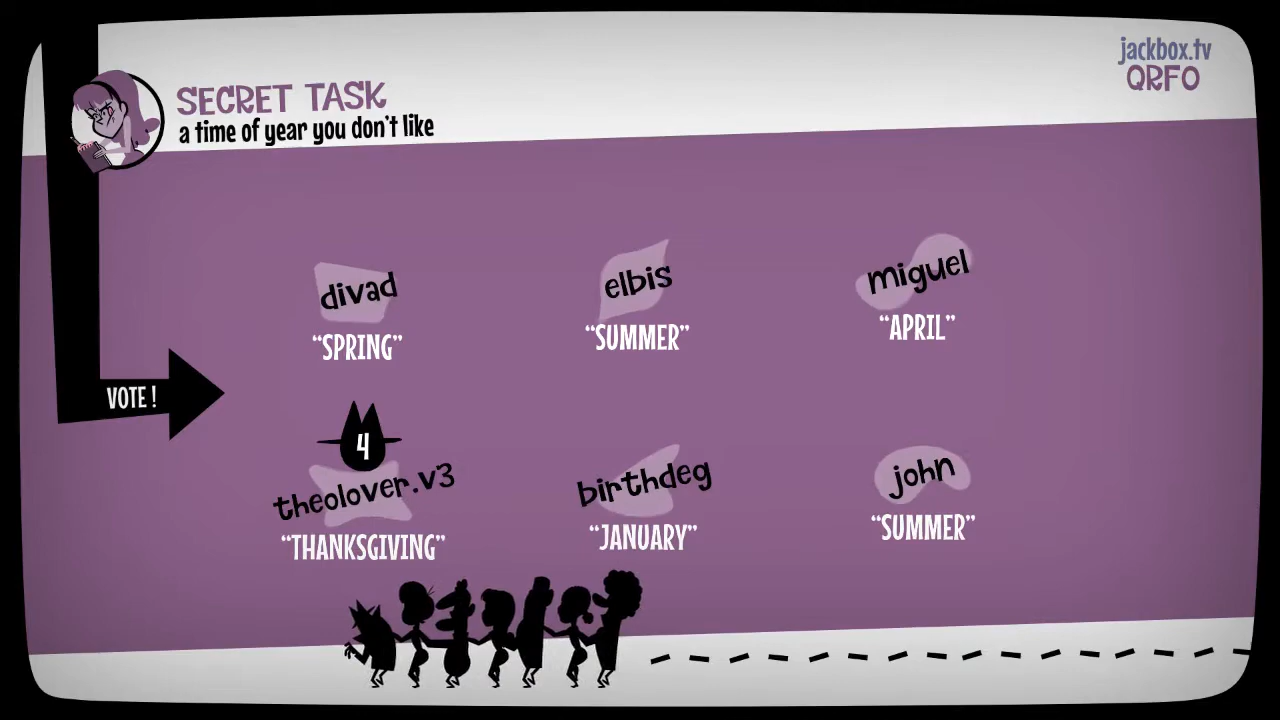 jackbox.tv
QRFO
SECRET TASK
a time of year you don't like
divad
"SPRING"
elbis
"SUMMER"
miguel
"APRIL"
VOTE!
4
theolover.v3
"THANKSGIVING"
birthdeg
"JANUARY"
john
"SUMMER"